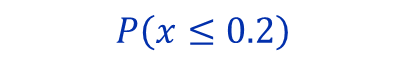 P(x ≤ 0.2)